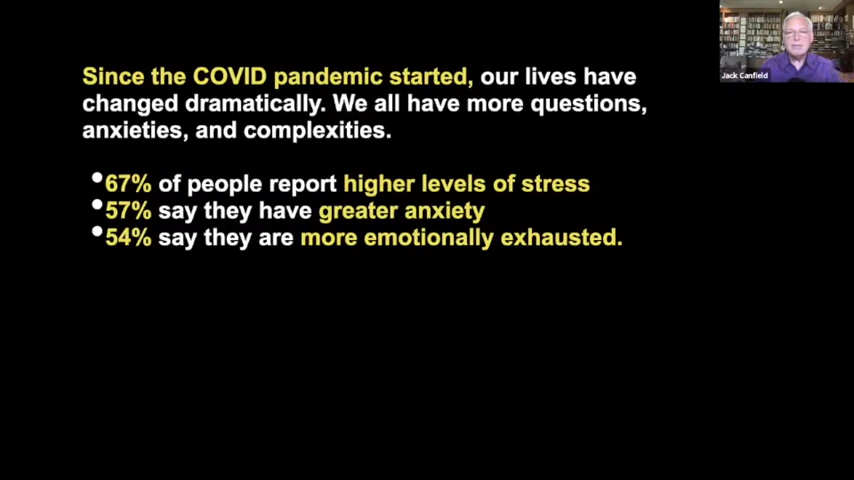 Since the COVID pandemic started, our lives have
changed dramatically. We all have more questions,
anxieties, and complexities.
•67% of people report higher levels of stress
•57% say they have greater anxiety
•54% say they are more emotionally exhausted.
Jack Canfield